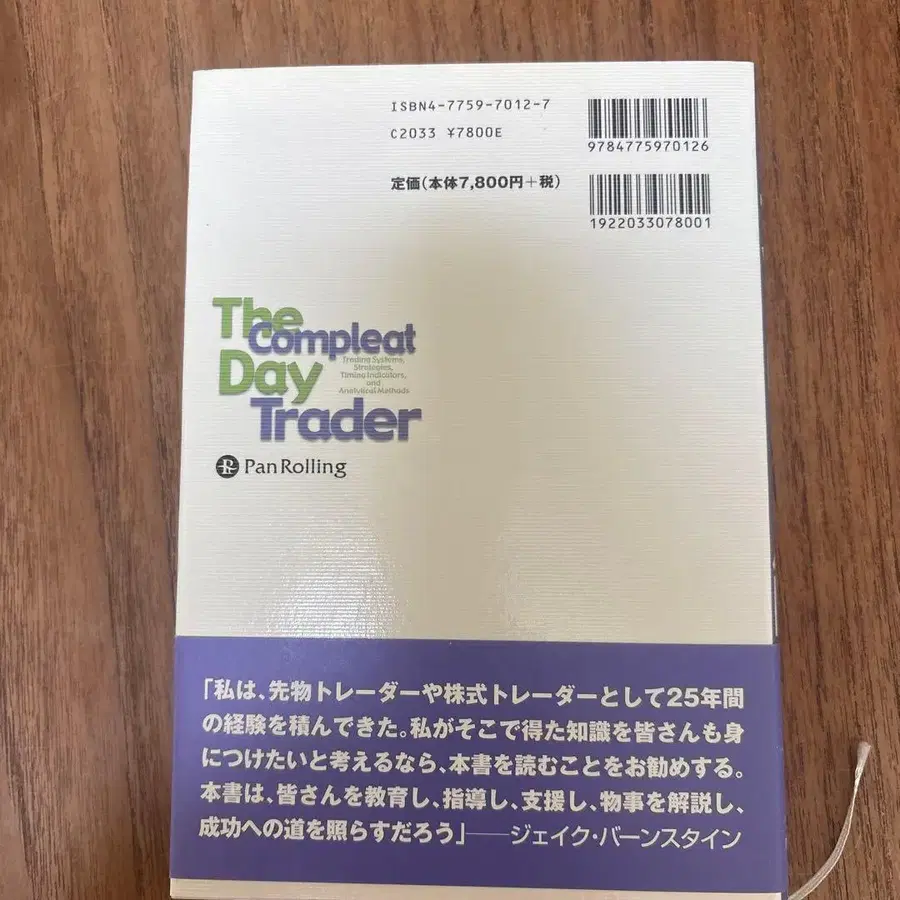 ISBN4-7759-7012-7
C2033 ¥7800E
定価(本体7,800円+税)
9784775970126
1922033078001
The
Compleat
Day
Trading Systems,
Strategies,
Timing Indicators,
and
Analytical Methods
Trader
PanRolling
「私は、先物トレーダーや株式トレーダーとして25年間
の経験を積んできた。私がそこで得た知識を皆さんも身
につけたいと考えるなら、本書を読むことをお勧めする。
本書は、皆さんを教育し、指導し、支援し、物事を解説し、
成功への道を照らすだろう」──ジェイク・バーンスタイン